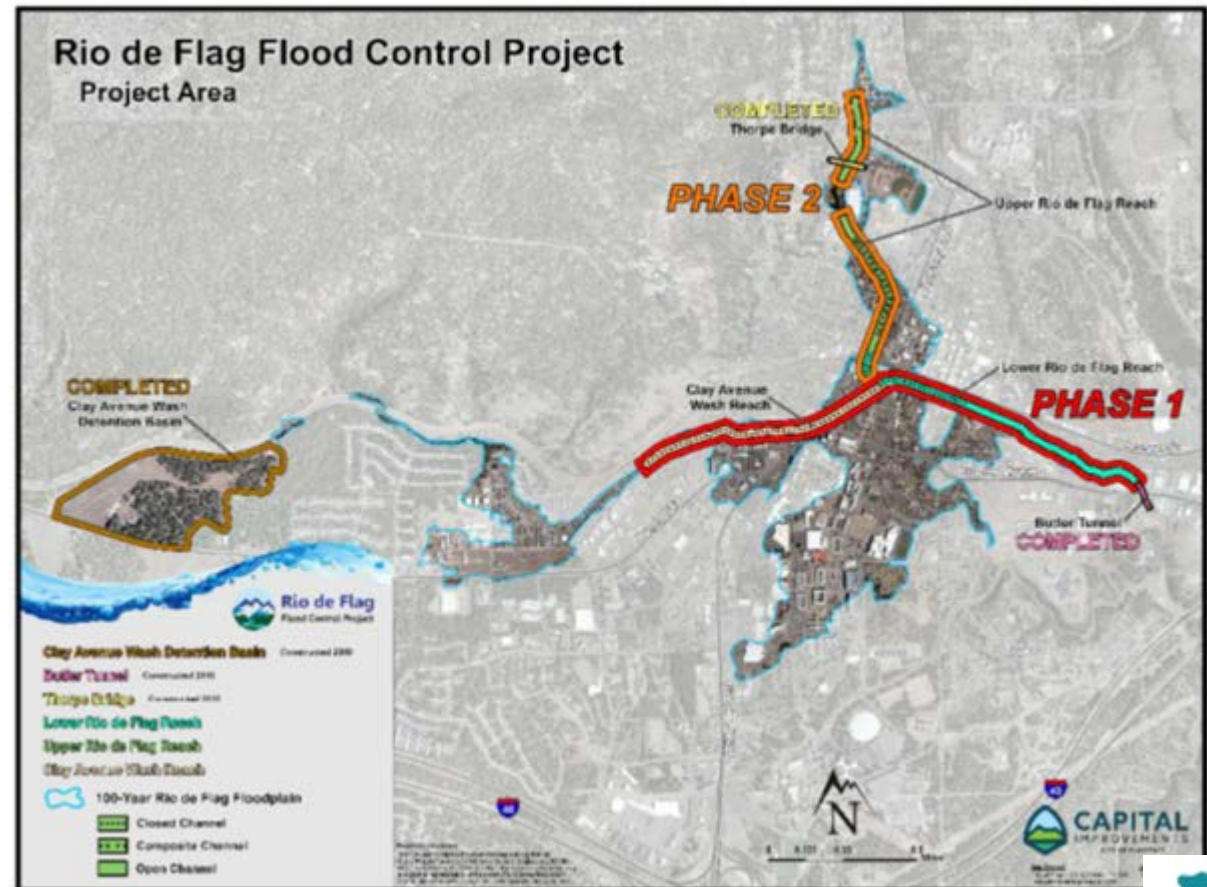 Rio de Flag Flood Control Project
Project Area
COMPLETED
Thorpe Bridge
PHASE 2
Upper Rio de Flag Reach
COMPLETED
Clay Avenue Wash
Detention Basin
Clay Avenue
Wash Reach
Lower Rio de Flag Reach
PHASE 1
Butler Tunnel
COMPLETED
Rio de Flag
Flood Control Project
Clay Avenue Wash Detention Basin Constructed
Butler Tunnel Constructed
Thorpe Bridge Constructed
Lower Rio de Flag Reach
Upper Rio de Flag Reach
Clay Avenue Wash Reach
100-Year Rio de Flag Floodplain
Closed Channel
Composite Channel
Open Channel
N
CAPITAL
IMPROVEMENTS